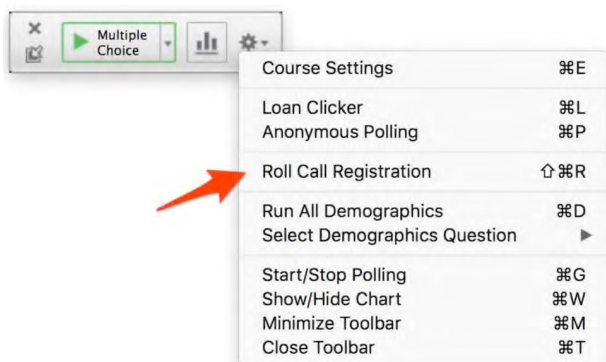 Multiple
Choice
Course Settings ⌘E
Loan Clicker ⌘L
Anonymous Polling ⌘P
Roll Call Registration ⇧⌘R
Run All Demographics ⌘D
Select Demographics Question ▶
Start/Stop Polling ⌘G
Show/Hide Chart ⌘W
Minimize Toolbar ⌘M
Close Toolbar ⌘T